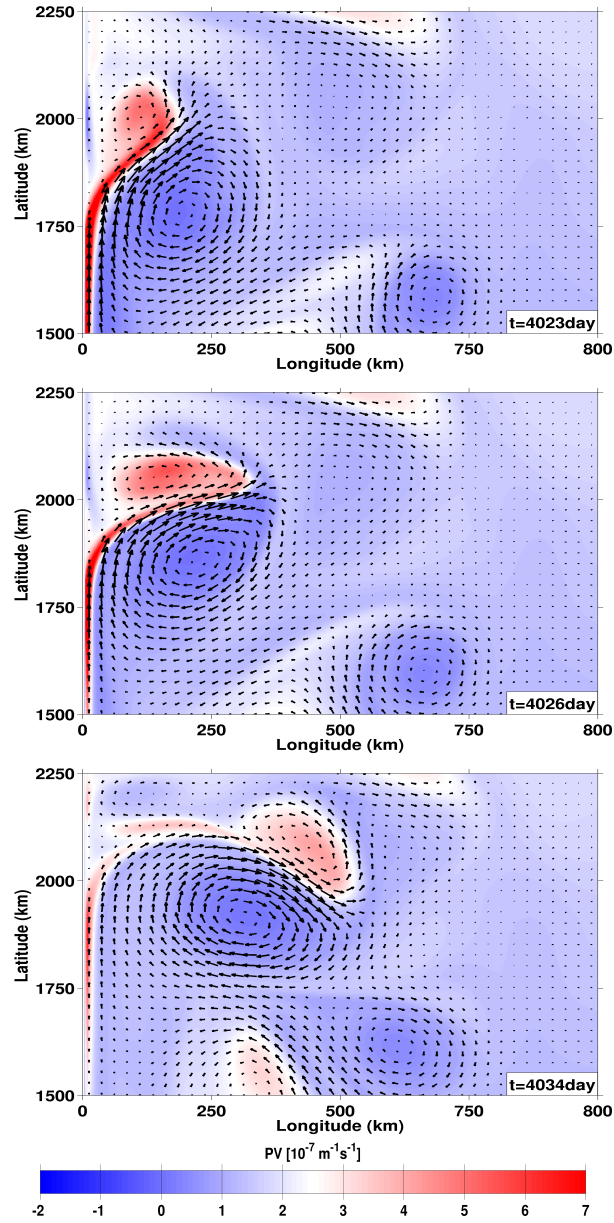 2250
2000
1750
1500
Latitude (km)
0 250 500 750 800
Longitude (km)
t=4023day
2250
2000
1750
1500
Latitude (km)
0 250 500 750 800
Longitude (km)
t=4026day
2250
2000
1750
1500
Latitude (km)
0 250 500 750 800
Longitude (km)
t=4034day
PV [10⁻⁷ m⁻¹s⁻¹]
-2 -1 0 1 2 3 4 5 6 7